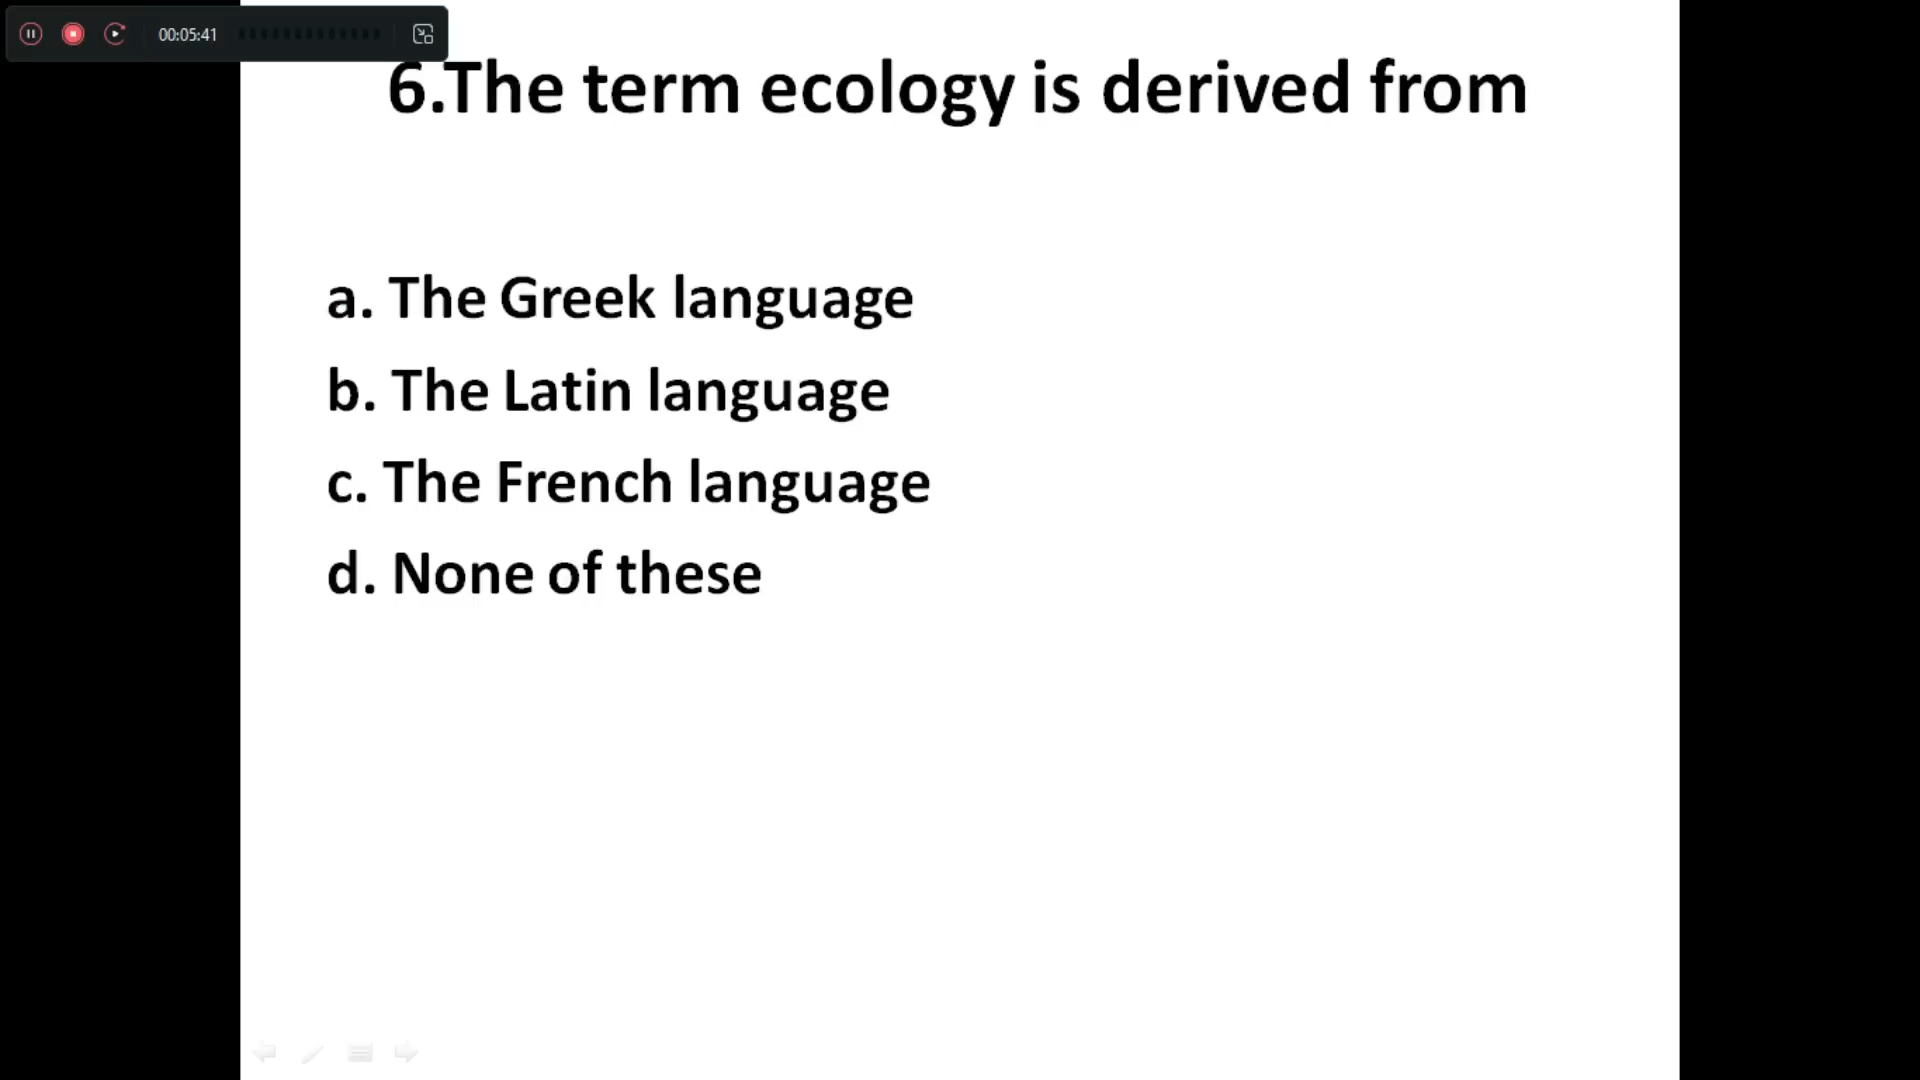 00:05:41
6.The term ecology is derived from
a. The Greek language
b. The Latin language
c. The French language
d. None of these